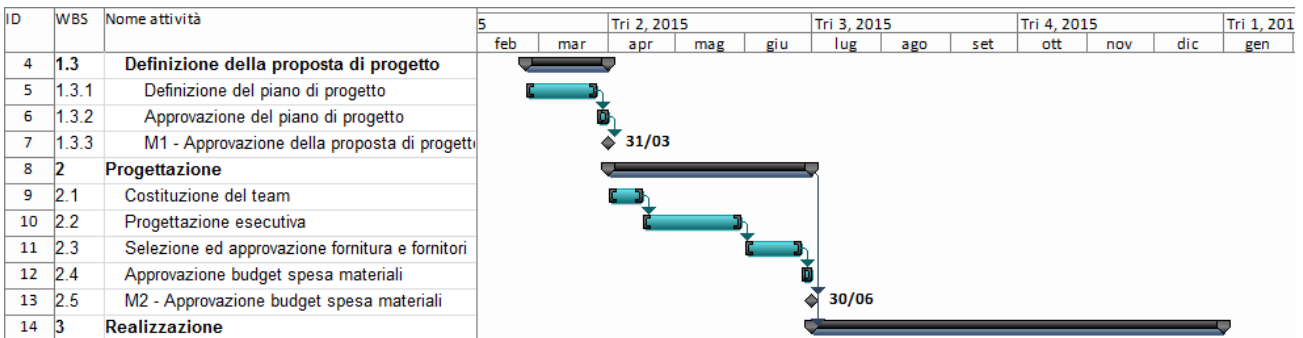 ID WBS Nome attività 5 Tri 2, 2015 Tri 3, 2015 Tri 4, 2015 Tri 1, 201
feb mar apr mag giu lug ago set ott nov dic gen
4 1.3 Definizione della proposta di progetto
5 1.3.1 Definizione del piano di progetto
6 1.3.2 Approvazione del piano di progetto
7 1.3.3 M1 - Approvazione della proposta di progett 31/03
8 2 Progettazione
9 2.1 Costituzione del team
10 2.2 Progettazione esecutiva
11 2.3 Selezione ed approvazione fornitura e fornitori
12 2.4 Approvazione budget spesa materiali
13 2.5 M2 - Approvazione budget spesa materiali 30/06
14 3 Realizzazione